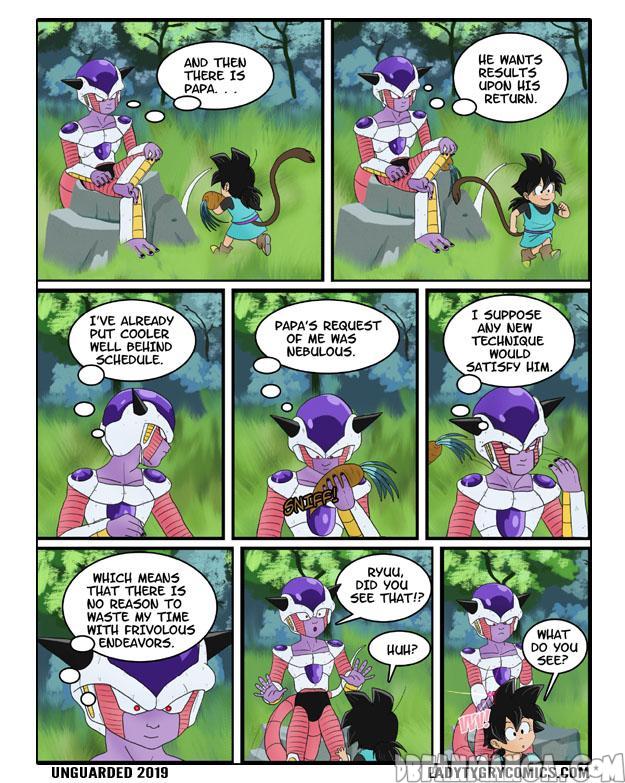 AND THEN
THERE IS
PAPA. . .
HE WANTS
RESULTS
UPON HIS
RETURN.
I'VE ALREADY
PUT COOLER
WELL BEHIND
SCHEDULE.
PAPA'S REQUEST
OF ME WAS
NEBULOUS.
SNIFF!
I SUPPOSE
ANY NEW
TECHNIQUE
WOULD
SATISFY HIM.
WHICH MEANS
THAT THERE IS
NO REASON TO
WASTE MY TIME
WITH FRIVOLOUS
ENDEAVORS.
RYUU,
DID YOU
SEE THAT!?
HUH?
WHAT
DO YOU
SEE?
UNGUARDED 2019
LADYTYGRYCOMICS.COM